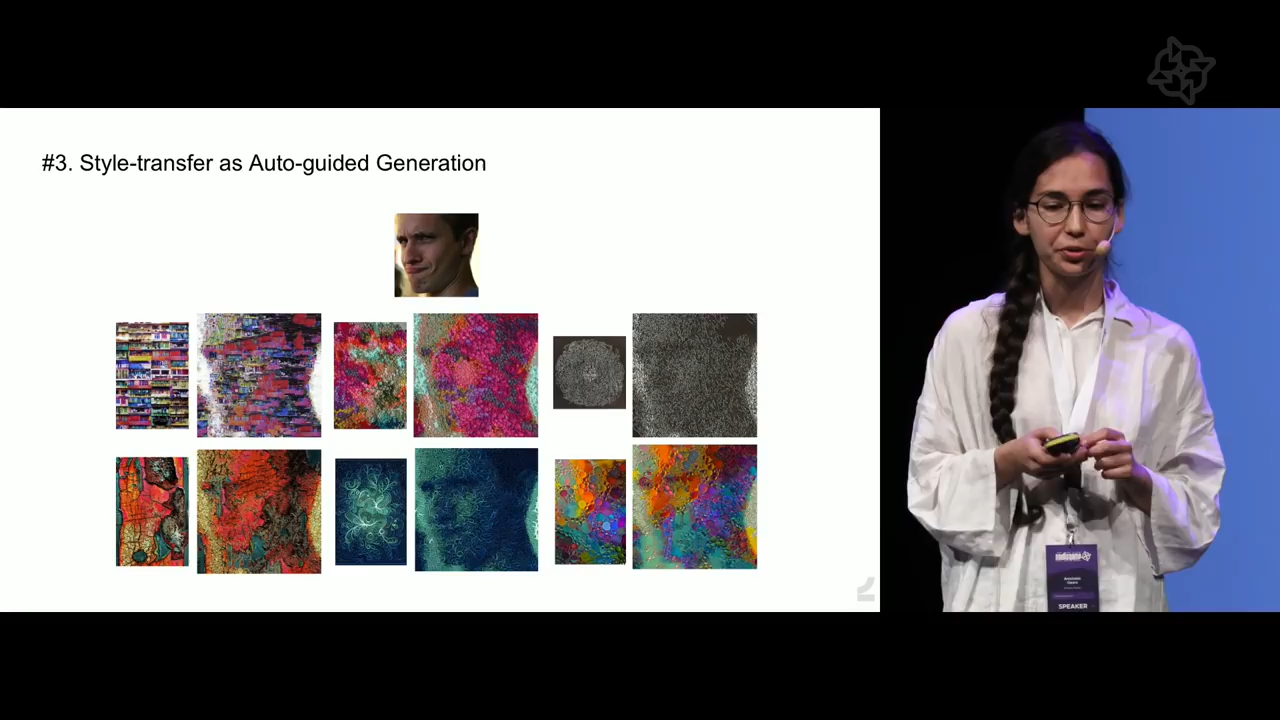 #3. Style-transfer as Auto-guided Generation
SPEAKER